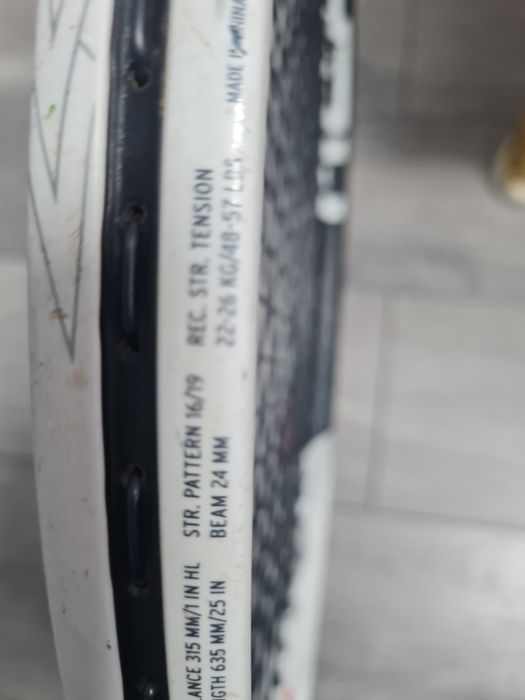 ANCE 315 MM/1 IN HL
GTH 635 MM/25 IN
STR. PATTERN 16/19
BEAM 24 MM
REC. STR. TENSION
22-26 KG/48-57 LBS
MADE IN CHINA